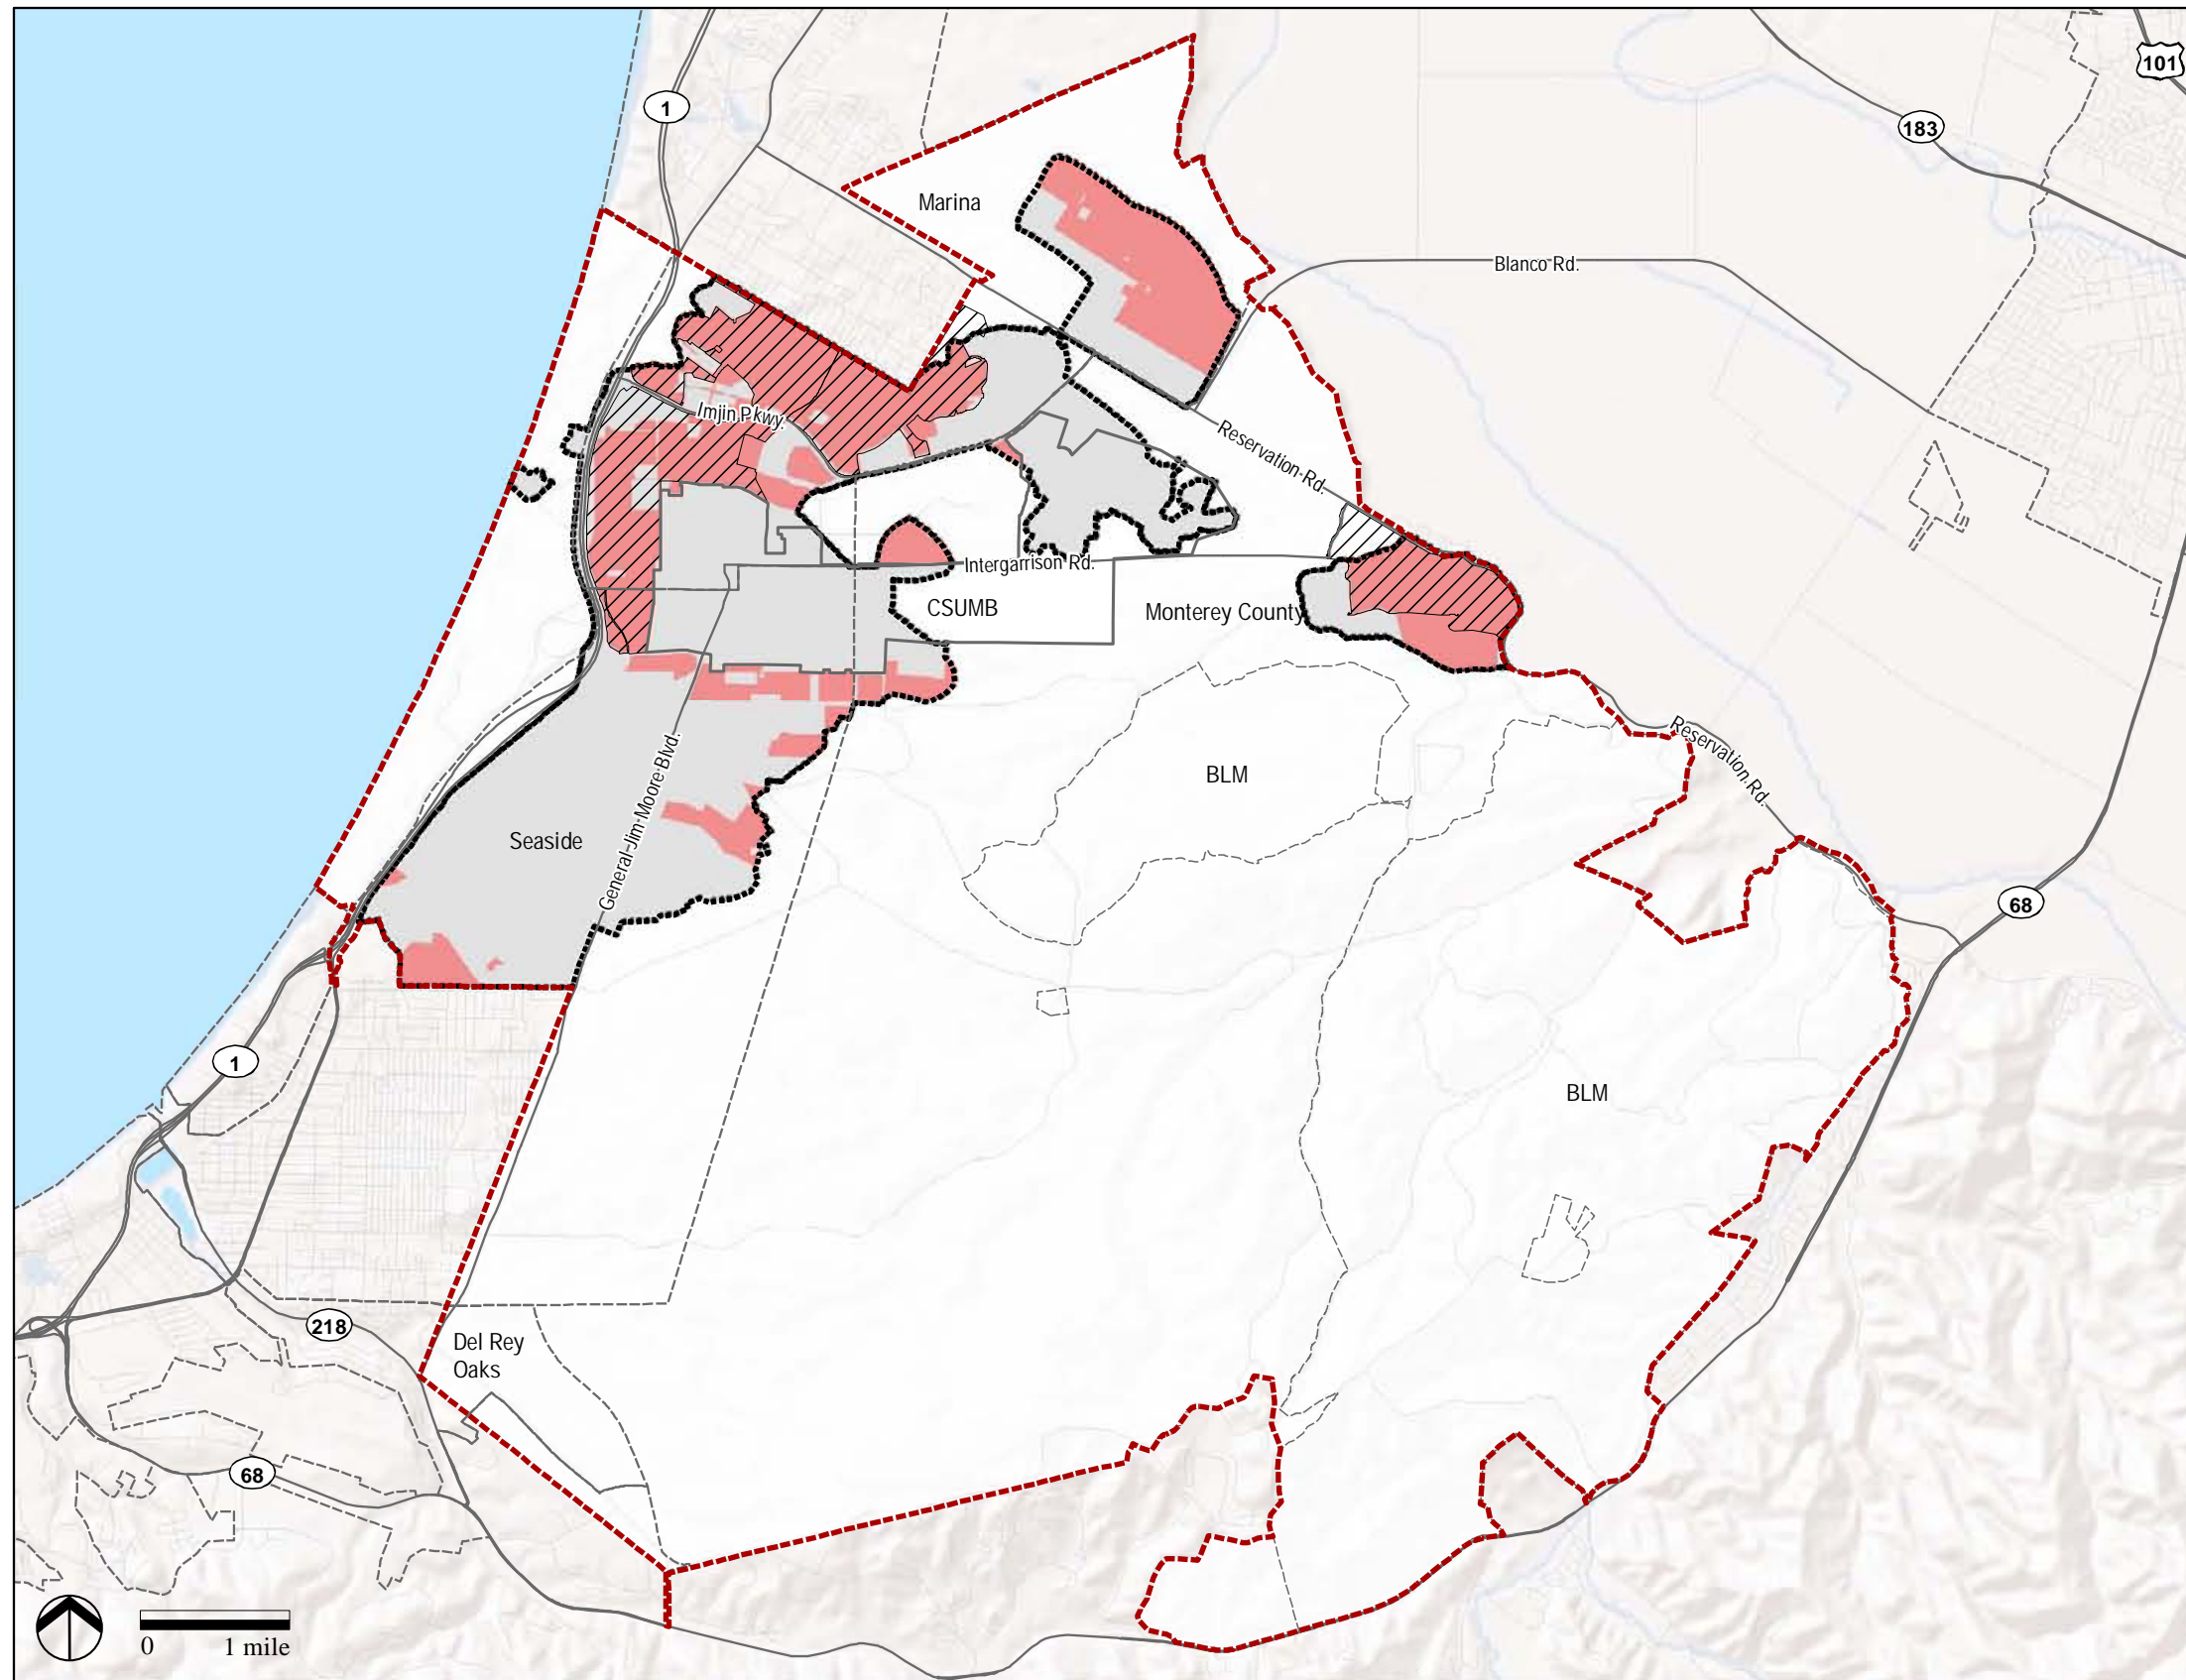 101
1
183
Marina
Blanco Rd.
Imjin Pkwy.
Reservation Rd.
Intergarrison Rd.
CSUMB
Monterey County
Reservation Rd.
General Jim Moore Blvd.
BLM
Seaside
68
1
BLM
218
Del Rey
Oaks
68
0 1 mile